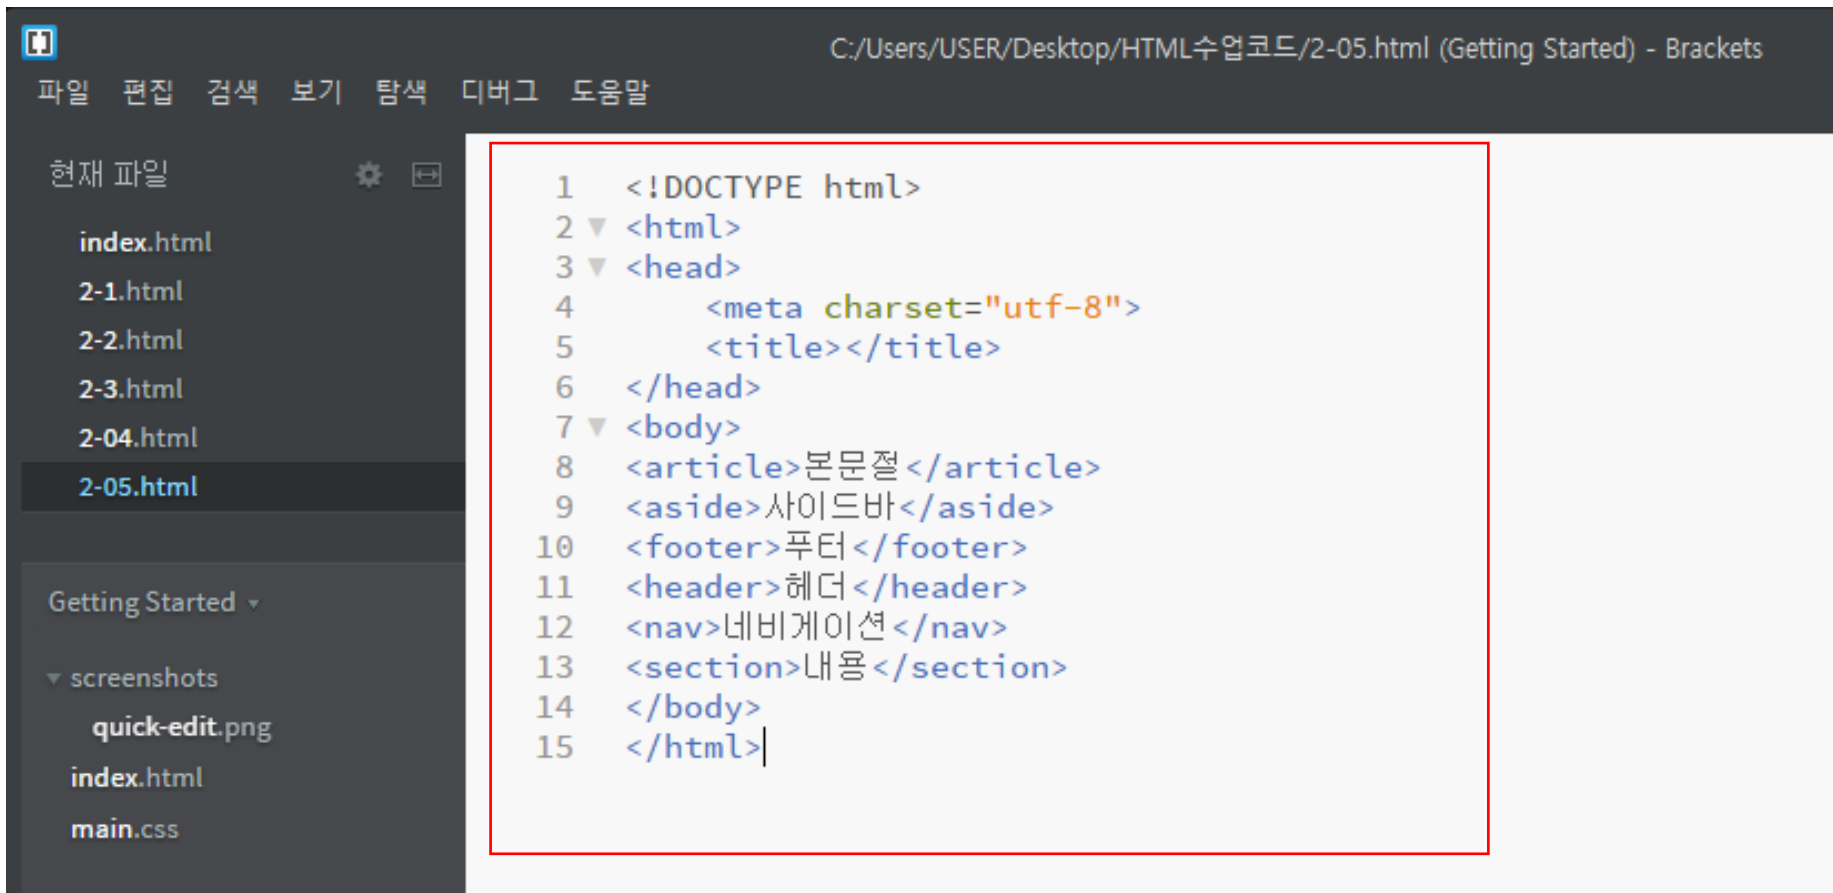 C:/Users/USER/Desktop/HTML수업코드/2-05.html (Getting Started) - Brackets
파일 편집 검색 보기 탐색 디버그 도움말
현재 파일
index.html
2-1.html
2-2.html
2-3.html
2-04.html
2-05.html
Getting Started
screenshots
quick-edit.png
index.html
main.css
1 <!DOCTYPE html>
2 <html>
3 <head>
4 <meta charset="utf-8">
5 <title></title>
6 </head>
7 <body>
8 <article>본문절</article>
9 <aside>사이드바</aside>
10 <footer>푸터</footer>
11 <header>헤더</header>
12 <nav>네비게이션</nav>
13 <section>내용</section>
14 </body>
15 </html>